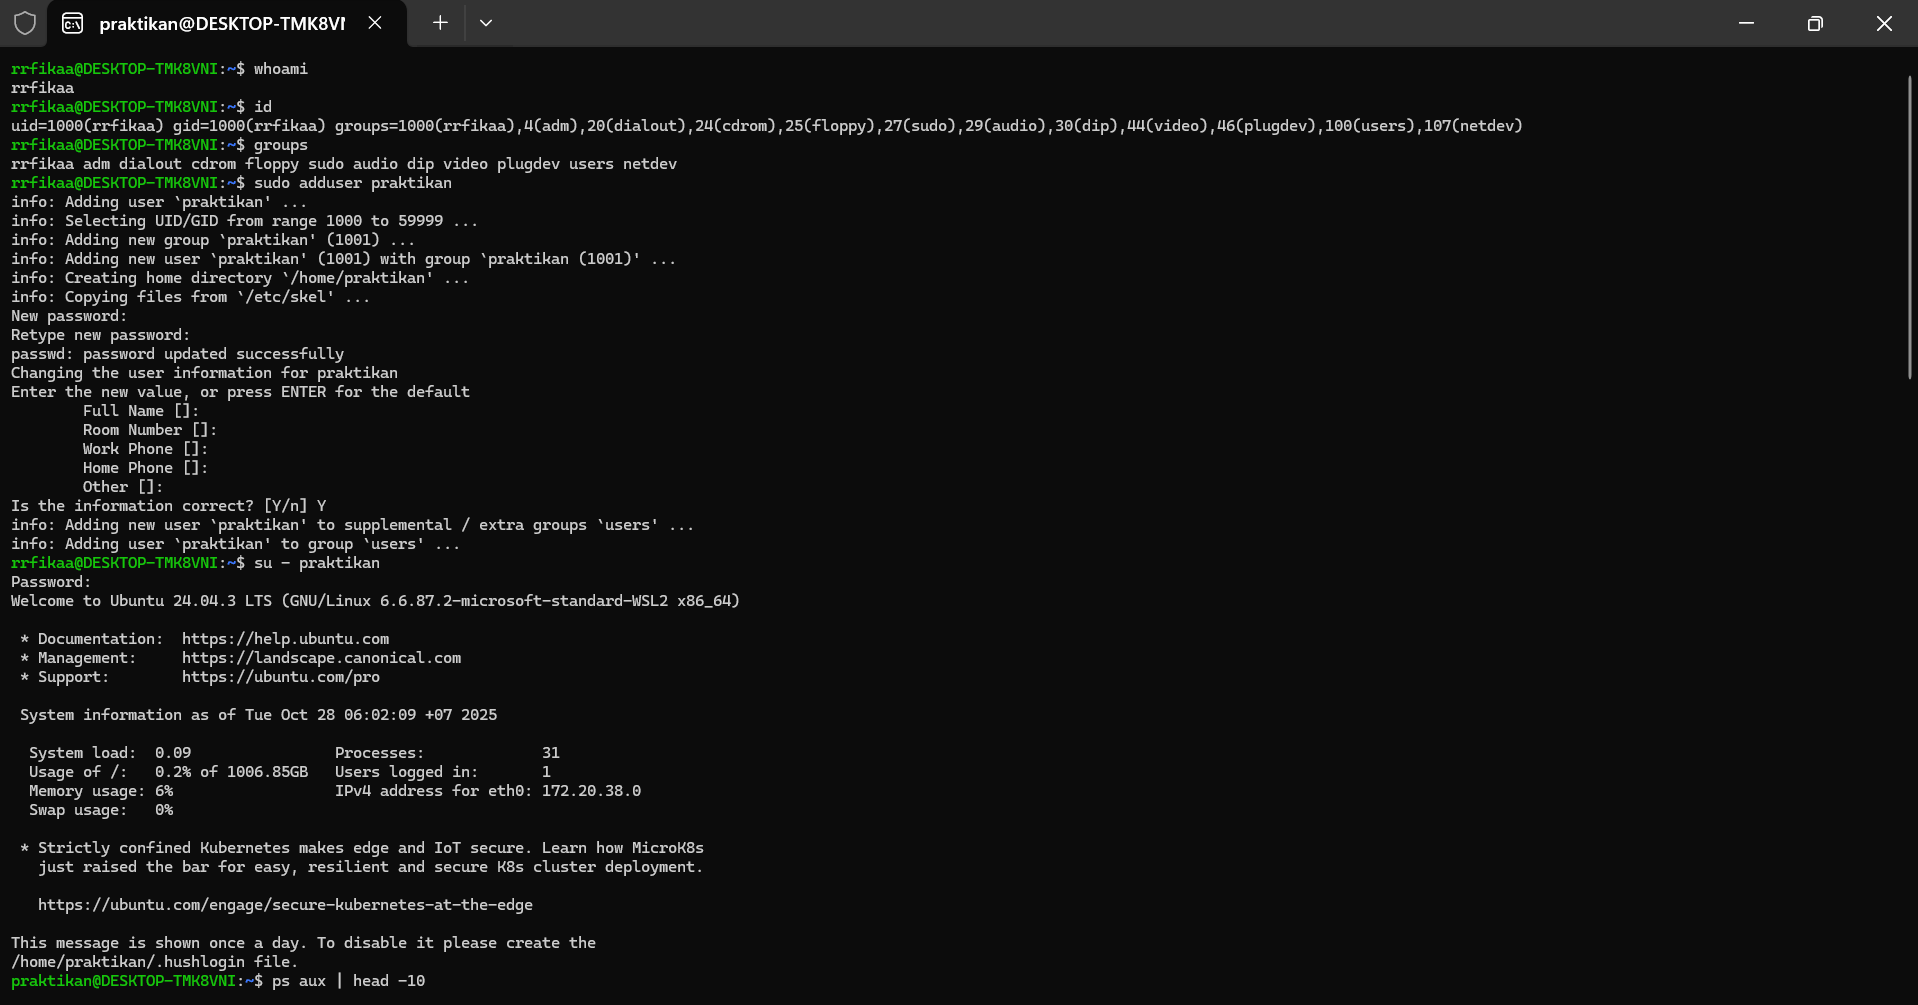 praktikan@DESKTOP-TMK8VI
rrfikaa@DESKTOP-TMK8VNI:~$ whoami
rrfikaa
rrfikaa@DESKTOP-TMK8VNI:~$ id
uid=1000(rrfikaa) gid=1000(rrfikaa) groups=1000(rrfikaa),4(adm),20(dialout),24(cdrom),25(floppy),27(sudo),29(audio),30(dip),44(video),46(plugdev),100(users),107(netdev)
rrfikaa@DESKTOP-TMK8VNI:~$ groups
rrfikaa adm dialout cdrom floppy sudo audio dip video plugdev users netdev
rrfikaa@DESKTOP-TMK8VNI:~$ sudo adduser praktikan
info: Adding user `praktikan' ...
info: Selecting UID/GID from range 1000 to 59999 ...
info: Adding new group `praktikan' (1001) ...
info: Adding new user `praktikan' (1001) with group `praktikan (1001)' ...
info: Creating home directory `/home/praktikan' ...
info: Copying files from `/etc/skel' ...
New password:
Retype new password:
passwd: password updated successfully
Changing the user information for praktikan
Enter the new value, or press ENTER for the default
        Full Name []:
        Room Number []:
        Work Phone []:
        Home Phone []:
        Other []:
Is the information correct? [Y/n] Y
info: Adding new user `praktikan' to supplemental / extra groups `users' ...
info: Adding user `praktikan' to group `users' ...
rrfikaa@DESKTOP-TMK8VNI:~$ su - praktikan
Password:
Welcome to Ubuntu 24.04.3 LTS (GNU/Linux 6.6.87.2-microsoft-standard-WSL2 x86_64)

 * Documentation:  https://help.ubuntu.com
 * Management:     https://landscape.canonical.com
 * Support:        https://ubuntu.com/pro

 System information as of Tue Oct 28 06:02:09 +07 2025

  System load:  0.09                Processes:             31
  Usage of /:   0.2% of 1006.85GB   Users logged in:       1
  Memory usage: 6%                  IPv4 address for eth0: 172.20.38.0
  Swap usage:   0%

 * Strictly confined Kubernetes makes edge and IoT secure. Learn how MicroK8s
   just raised the bar for easy, resilient and secure K8s cluster deployment.

   https://ubuntu.com/engage/secure-kubernetes-at-the-edge

This message is shown once a day. To disable it please create the
/home/praktikan/.hushlogin file.
praktikan@DESKTOP-TMK8VNI:~$ ps aux | head -10